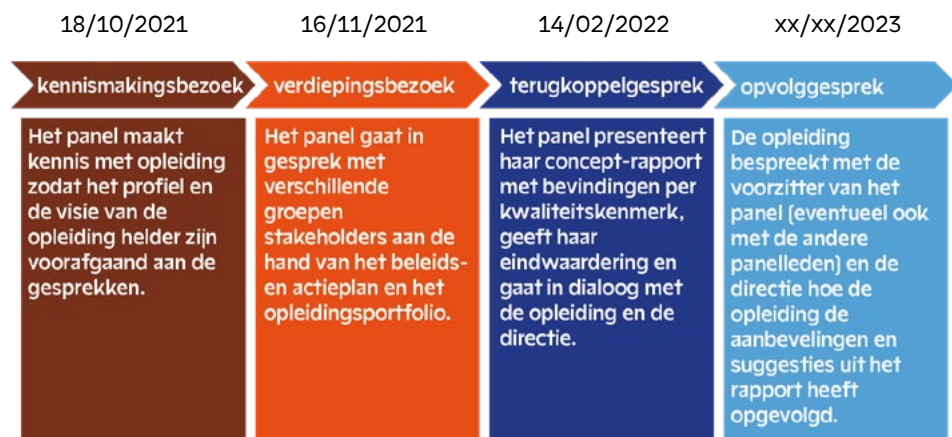 18/10/2021
16/11/2021
14/02/2022
xx/xx/2023
kennismakingsbezoek
verdiepingsbezoek
terugkoppelgesprek
opvolggesprek
Het panel maakt
kennis met opleiding
zodat het profiel en
de visie van de
opleiding helder zijn
voorafgaand aan de
gesprekken.
Het panel gaat in
gesprek met
verschillende
groepen
stakeholders aan de
hand van het beleids-
en actieplan en het
opleidingsportfolio.
Het panel presenteert
haar concept-rapport
met bevindingen per
kwaliteitskenmerk,
geeft haar
eindwaardering en
gaat in dialoog met
de opleiding en de
directie.
De opleiding
bespreekt met de
voorzitter van het
panel (eventueel ook
met de andere
panelleden) en de
directie hoe de
opleiding de
aanbevelingen en
suggesties uit het
rapport heeft
opgevolgd.